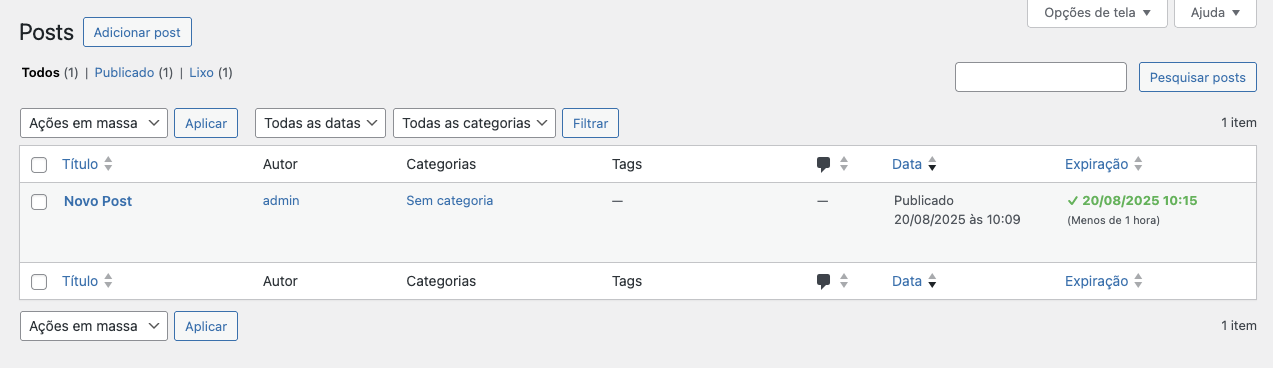 Opções de tela ▼ Ajuda ▼
Posts Adicionar post
Todos (1) | Publicado (1) | Lixo (1)
Pesquisar posts
Ações em massa Aplicar Todas as datas Todas as categorias Filtrar 1 item
Título Autor Categorias Tags Data Expiração
Novo Post admin Sem categoria — — Publicado ✓ 20/08/2025 10:15
20/08/2025 às 10:09 (Menos de 1 hora)
Título Autor Categorias Tags Data Expiração
Ações em massa Aplicar 1 item